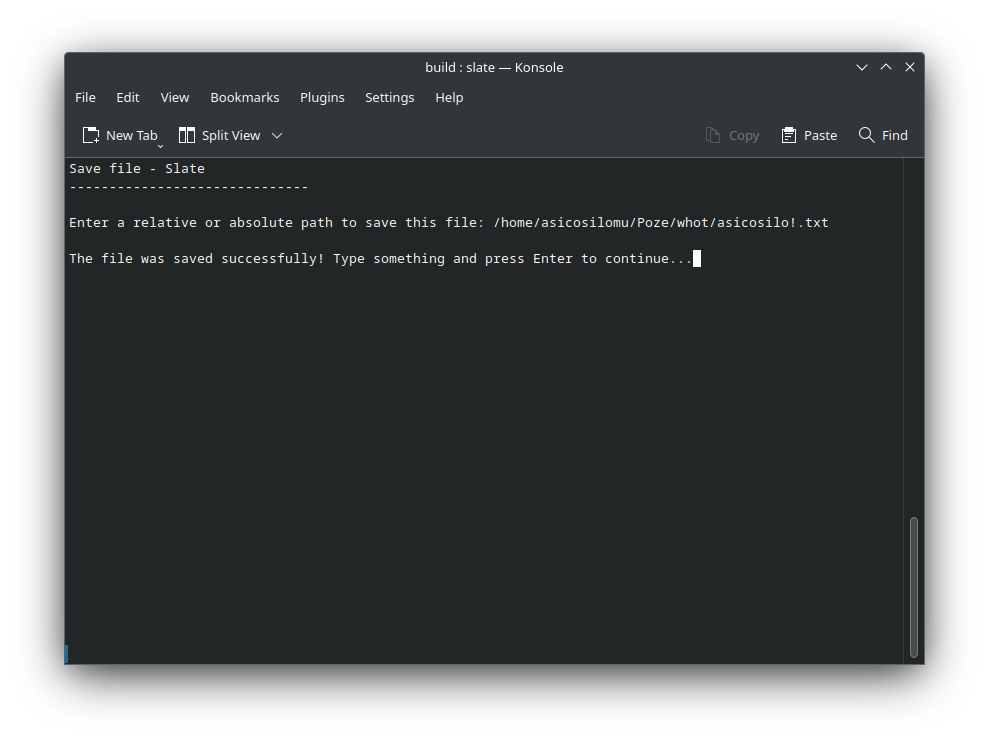 build : slate — Konsole
File Edit View Bookmarks Plugins Settings Help
New Tab Split View Copy Paste Find
Save file - Slate
------------------------------
Enter a relative or absolute path to save this file: /home/asicosilomu/Poze/whot/asicosilo!.txt
The file was saved successfully! Type something and press Enter to continue...